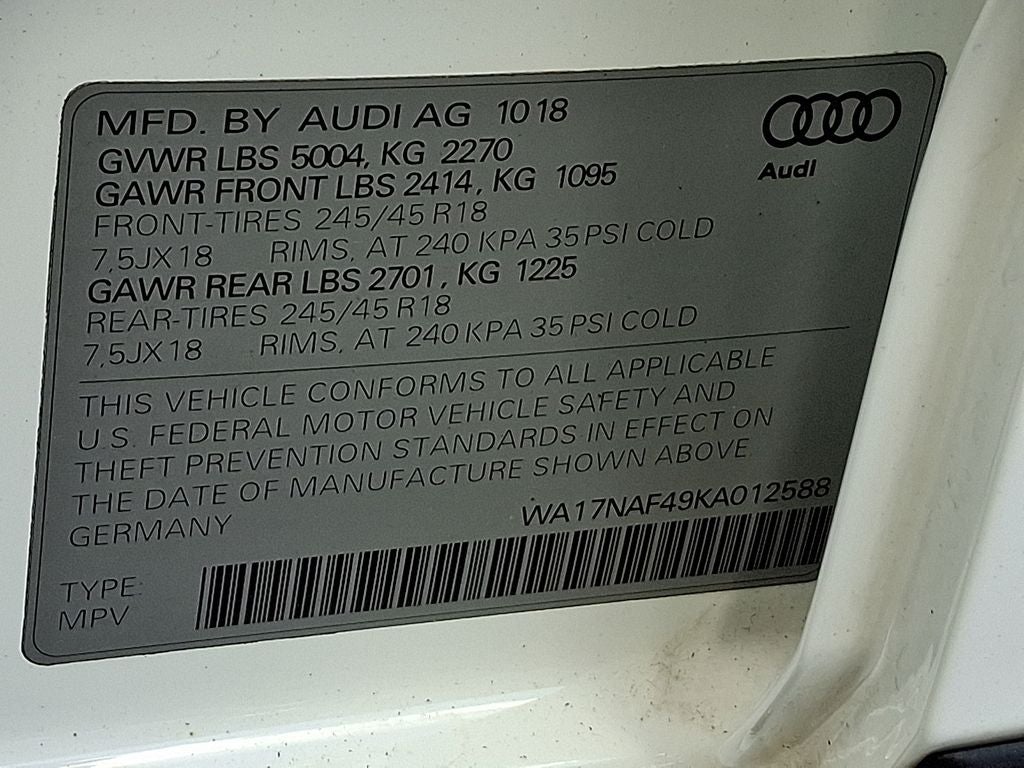 MFD. BY AUDI AG 10 18
GVWR LBS 5004, KG 2270
GAWR FRONT LBS 2414, KG 1095
FRONT-TIRES 245/45 R18
7,5JX18 RIMS, AT 240 KPA 35 PSI COLD
GAWR REAR LBS 2701, KG 1225
REAR-TIRES 245/45 R18
7,5JX18 RIMS, AT 240 KPA 35 PSI COLD
Audi
THIS VEHICLE CONFORMS TO ALL APPLICABLE
U.S. FEDERAL MOTOR VEHICLE SAFETY AND
THEFT PREVENTION STANDARDS IN EFFECT ON
THE DATE OF MANUFACTURE SHOWN ABOVE
GERMANY WA17NAF49KA012588
TYPE:
MPV